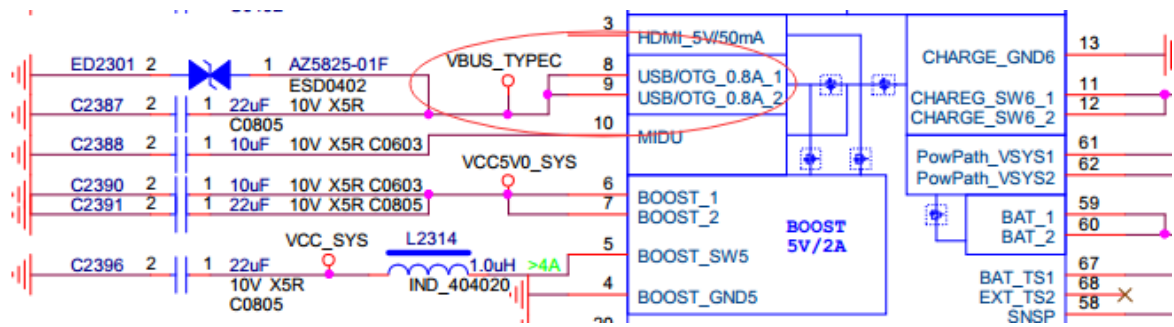 3
HDMI_5V/50mA
13
CHARGE_GND6
ED2301 2 1 AZ5825-01F
ESD0402
VBUS_TYPEC
8
USB/OTG_0.8A_1
9
USB/OTG_0.8A_2
11
CHAREG_SW6_1
12
CHARGE_SW6_2
C2387 2 1 22uF 10V X5R
C0805
10
MIDU
C2388 2 1 10uF 10V X5R C0603
61
PowPath_VSYS1
62
PowPath_VSYS2
VCC5V0_SYS
C2390 2 1 10uF 10V X5R C0603
6
BOOST_1
C2391 2 1 22uF 10V X5R C0805
7
BOOST_2
BOOST
5V/2A
59
BAT_1
60
BAT_2
VCC_SYS
L2314
5
BOOST_SW5
C2396 2 1 22uF
10V X5R
C0805
1.0uH >4A
IND_404020
4
BOOST_GND5
67
BAT_TS1
68
EXT_TS2
58
SNSP